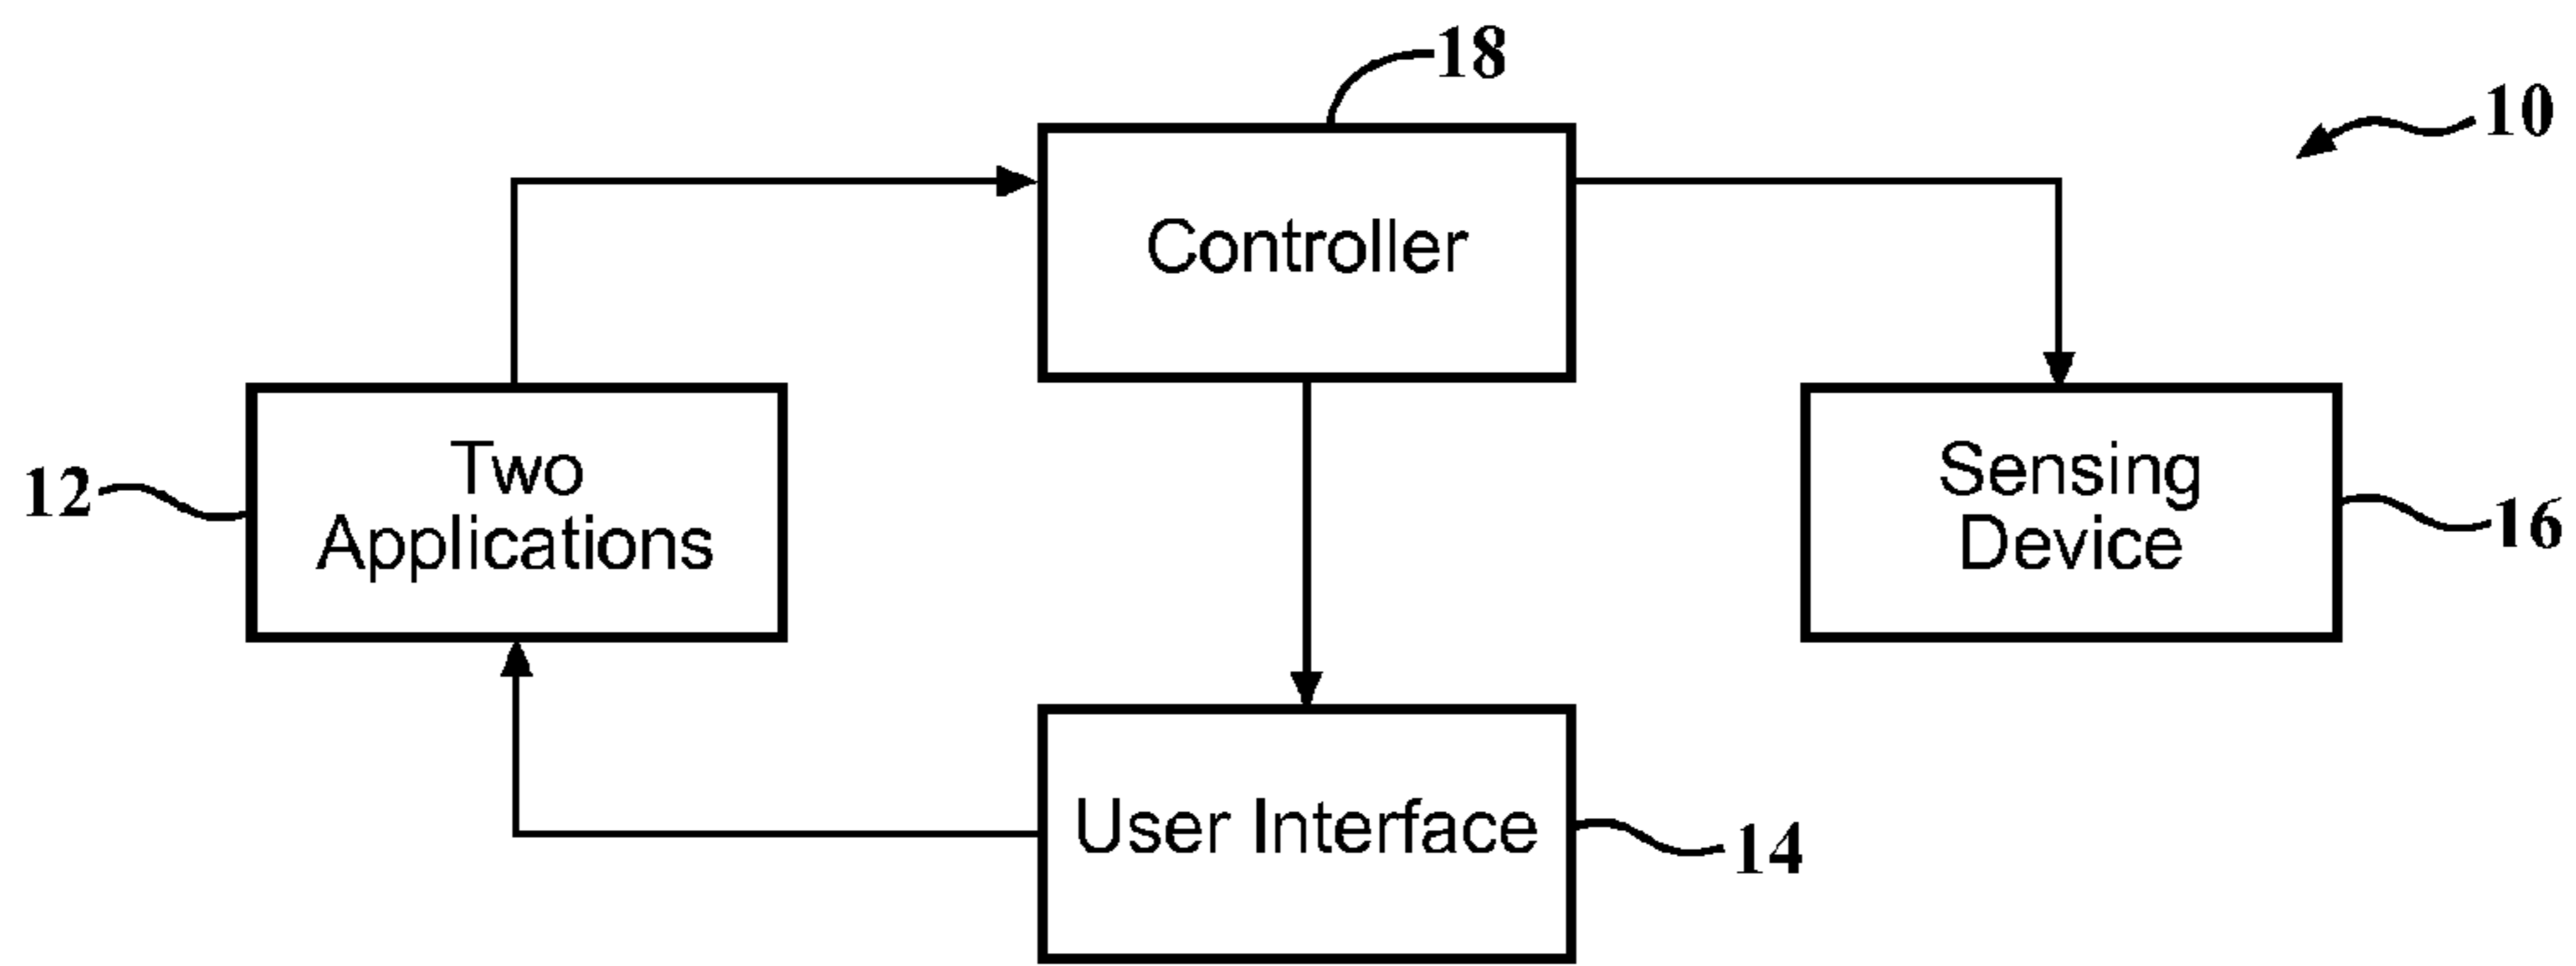 18
10
Controller
Two
Applications
12
Sensing
Device
16
User Interface
14